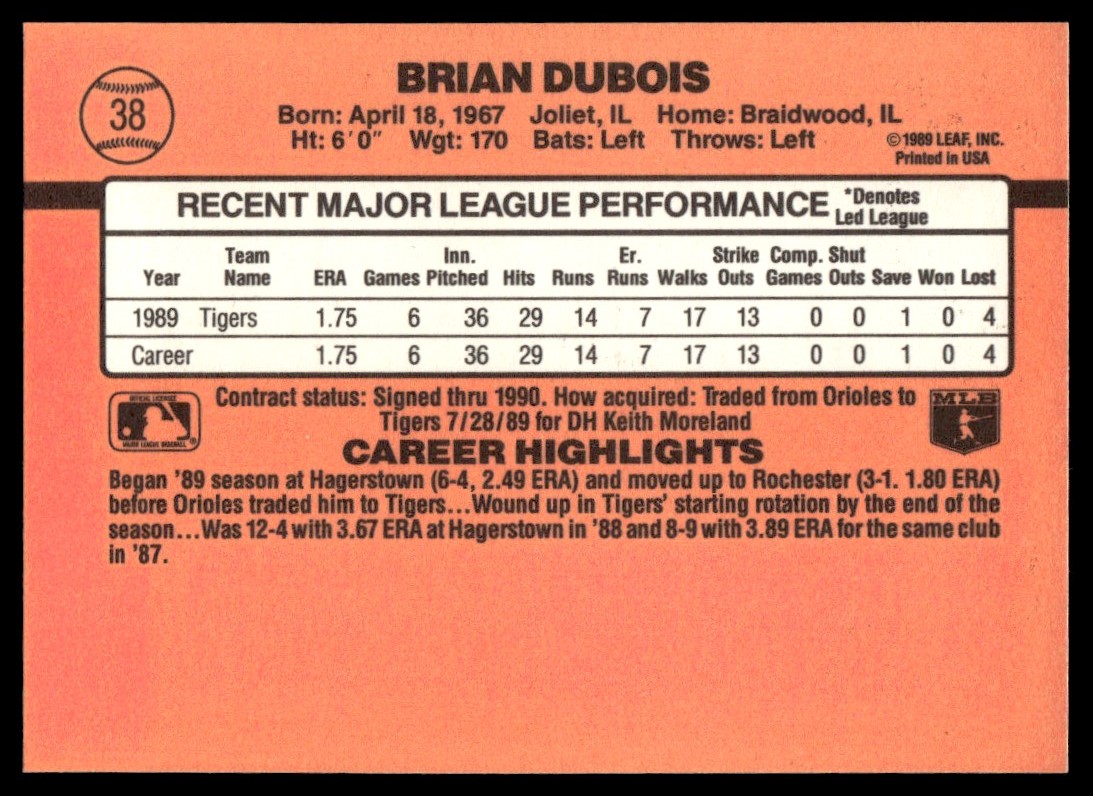 BRIAN DUBOIS
38
Born: April 18, 1967 Joliet, IL Home: Braidwood, IL
Ht: 6´ 0˝ Wgt: 170 Bats: Left Throws: Left
©1989 LEAF, INC.
Printed in USA
RECENT MAJOR LEAGUE PERFORMANCE *Denotes Led League
Year Team Name ERA Games Inn. Pitched Hits Runs Er. Runs Walks Strike Outs Comp. Games Shut Outs Save Won Lost
1989 Tigers 1.75 6 36 29 14 7 17 13 0 0 1 0 4
Career 1.75 6 36 29 14 7 17 13 0 0 1 0 4
OFFICIAL LICENSEE
MAJOR LEAGUE BASEBALL
®
Contract status: Signed thru 1990. How acquired: Traded from Orioles to
Tigers 7/28/89 for DH Keith Moreland
MLB
CAREER HIGHLIGHTS
Began '89 season at Hagerstown (6-4, 2.49 ERA) and moved up to Rochester (3-1. 1.80 ERA)
before Orioles traded him to Tigers...Wound up in Tigers' starting rotation by the end of the
season...Was 12-4 with 3.67 ERA at Hagerstown in '88 and 8-9 with 3.89 ERA for the same club
in '87.